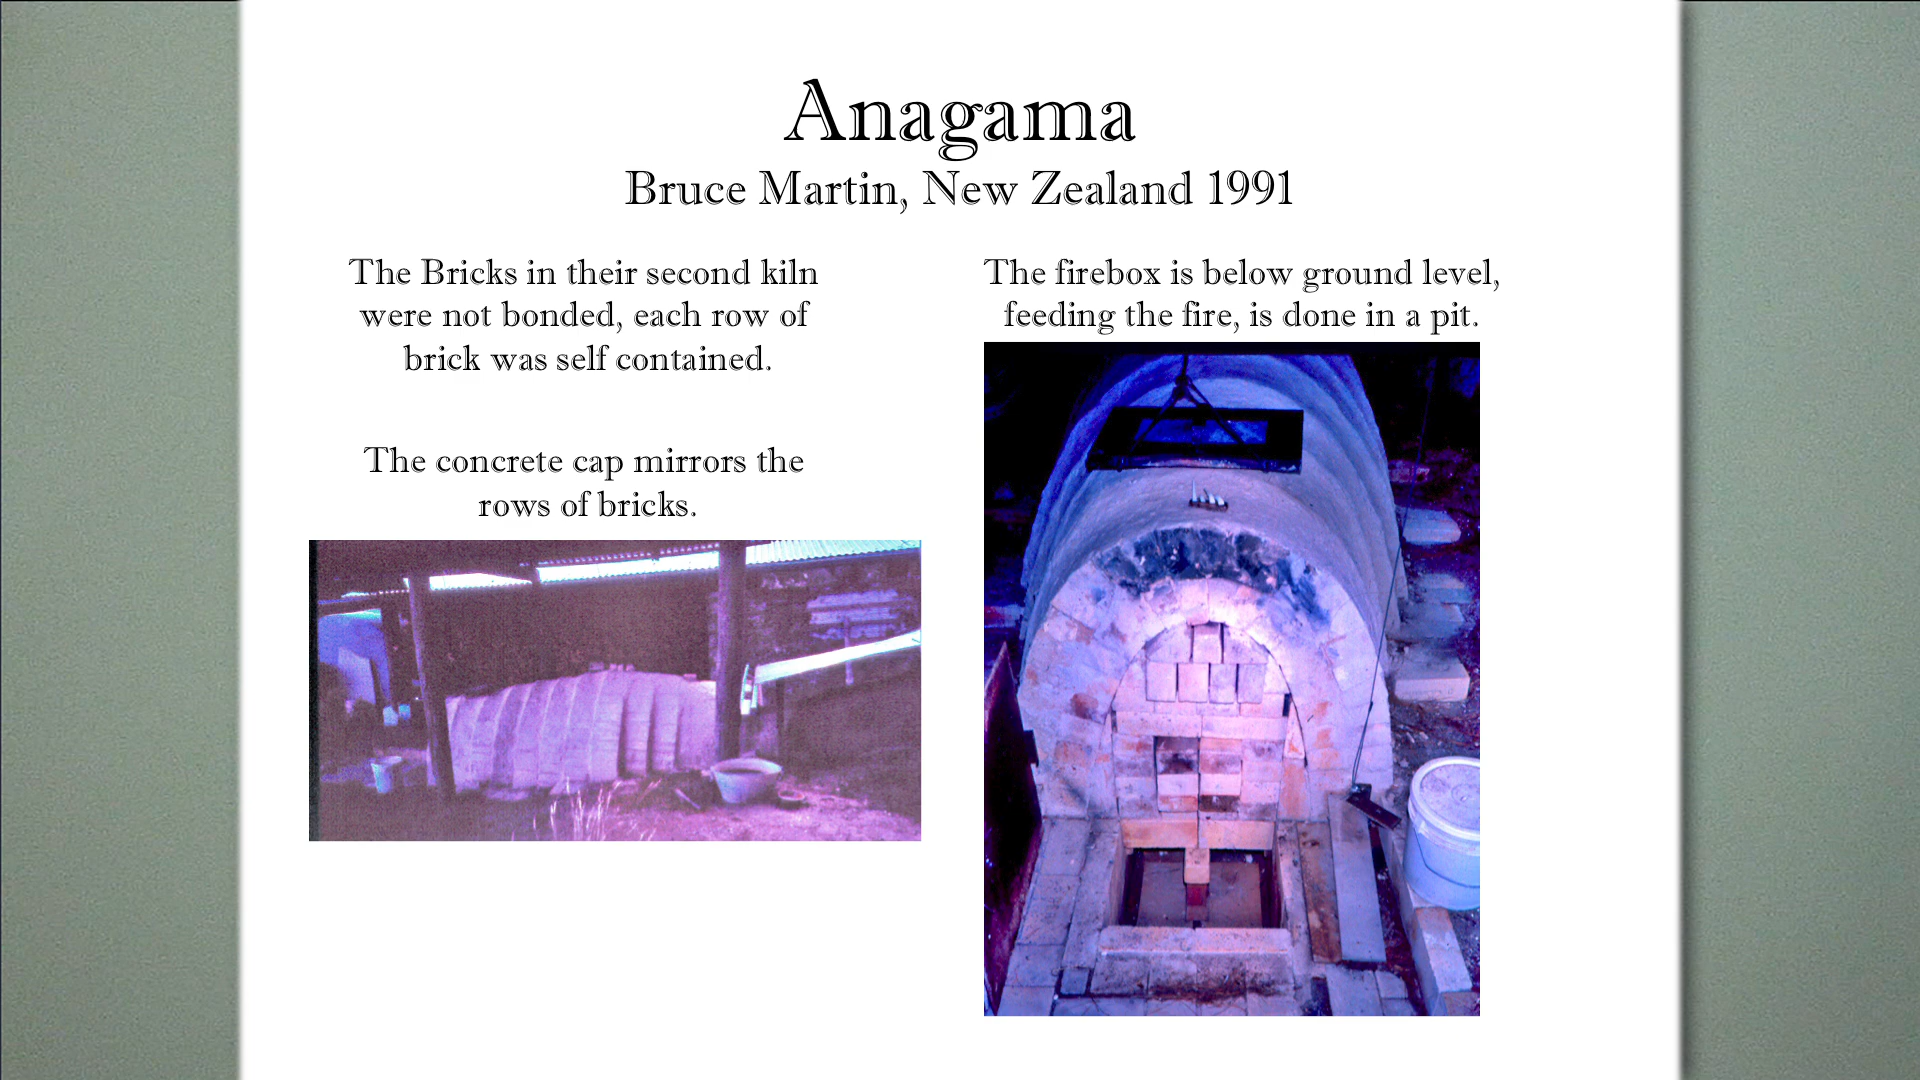 Anagama
Bruce Martin, New Zealand 1991
The Bricks in their second kiln
were not bonded, each row of
brick was self contained.
The concrete cap mirrors the
rows of bricks.
The firebox is below ground level,
feeding the fire, is done in a pit.